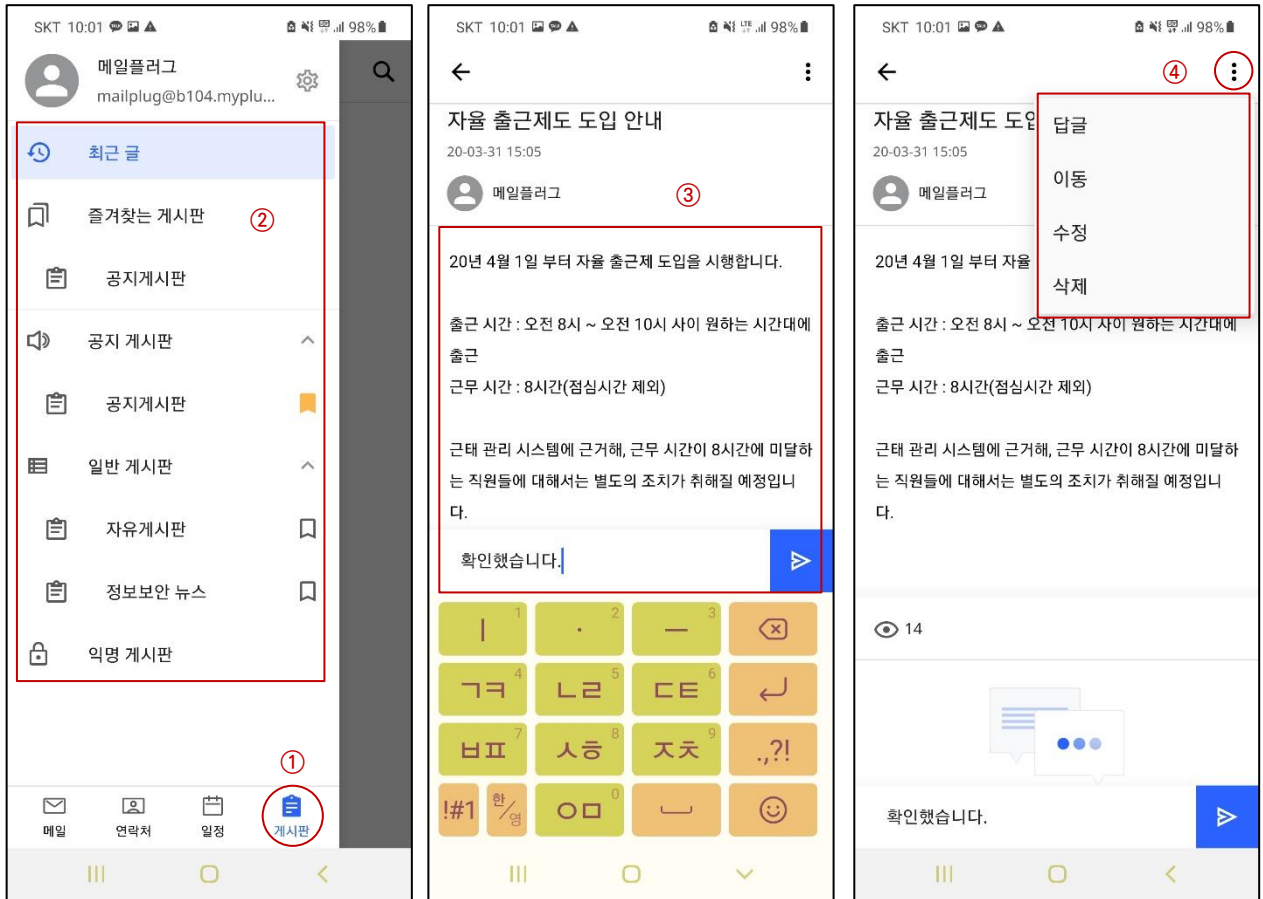 SKT 10:01 98%
메일플러그
mailplug@b104.myplu...
최근 글
즐겨찾는 게시판
②
공지게시판
공지 게시판
공지게시판
일반 게시판
자유게시판
정보보안 뉴스
익명 게시판
①
메일 연락처 일정 게시판
SKT 10:01 LTE 98%
자율 출근제도 도입 안내
20-03-31 15:05
메일플러그
③
20년 4월 1일 부터 자율 출근제 도입을 시행합니다.
출근 시간 : 오전 8시 ~ 오전 10시 사이 원하는 시간대에
출근
근무 시간 : 8시간(점심시간 제외)
근태 관리 시스템에 근거해, 근무 시간이 8시간에 미달하
는 직원들에 대해서는 별도의 조치가 취해질 예정입니
다.
확인했습니다.
ㅣ 1 · 2 ㅡ 3
ㄱㅋ 4 ㄴㄹ 5 ㄷㅌ 6
ㅂㅍ 7 ㅅㅎ 8 ㅈㅊ 9 .,?!
!#1 한/영 ㅇㅁ 0
SKT 10:01 98%
④
자율 출근제도 도입
20-03-31 15:05
메일플러그
답글
이동
수정
삭제
20년 4월 1일 부터 자율
출근 시간 : 오전 8시 ~ 오전 10시 사이 원하는 시간대에
출근
근무 시간 : 8시간(점심시간 제외)
근태 관리 시스템에 근거해, 근무 시간이 8시간에 미달하
는 직원들에 대해서는 별도의 조치가 취해질 예정입니
다.
14
확인했습니다.